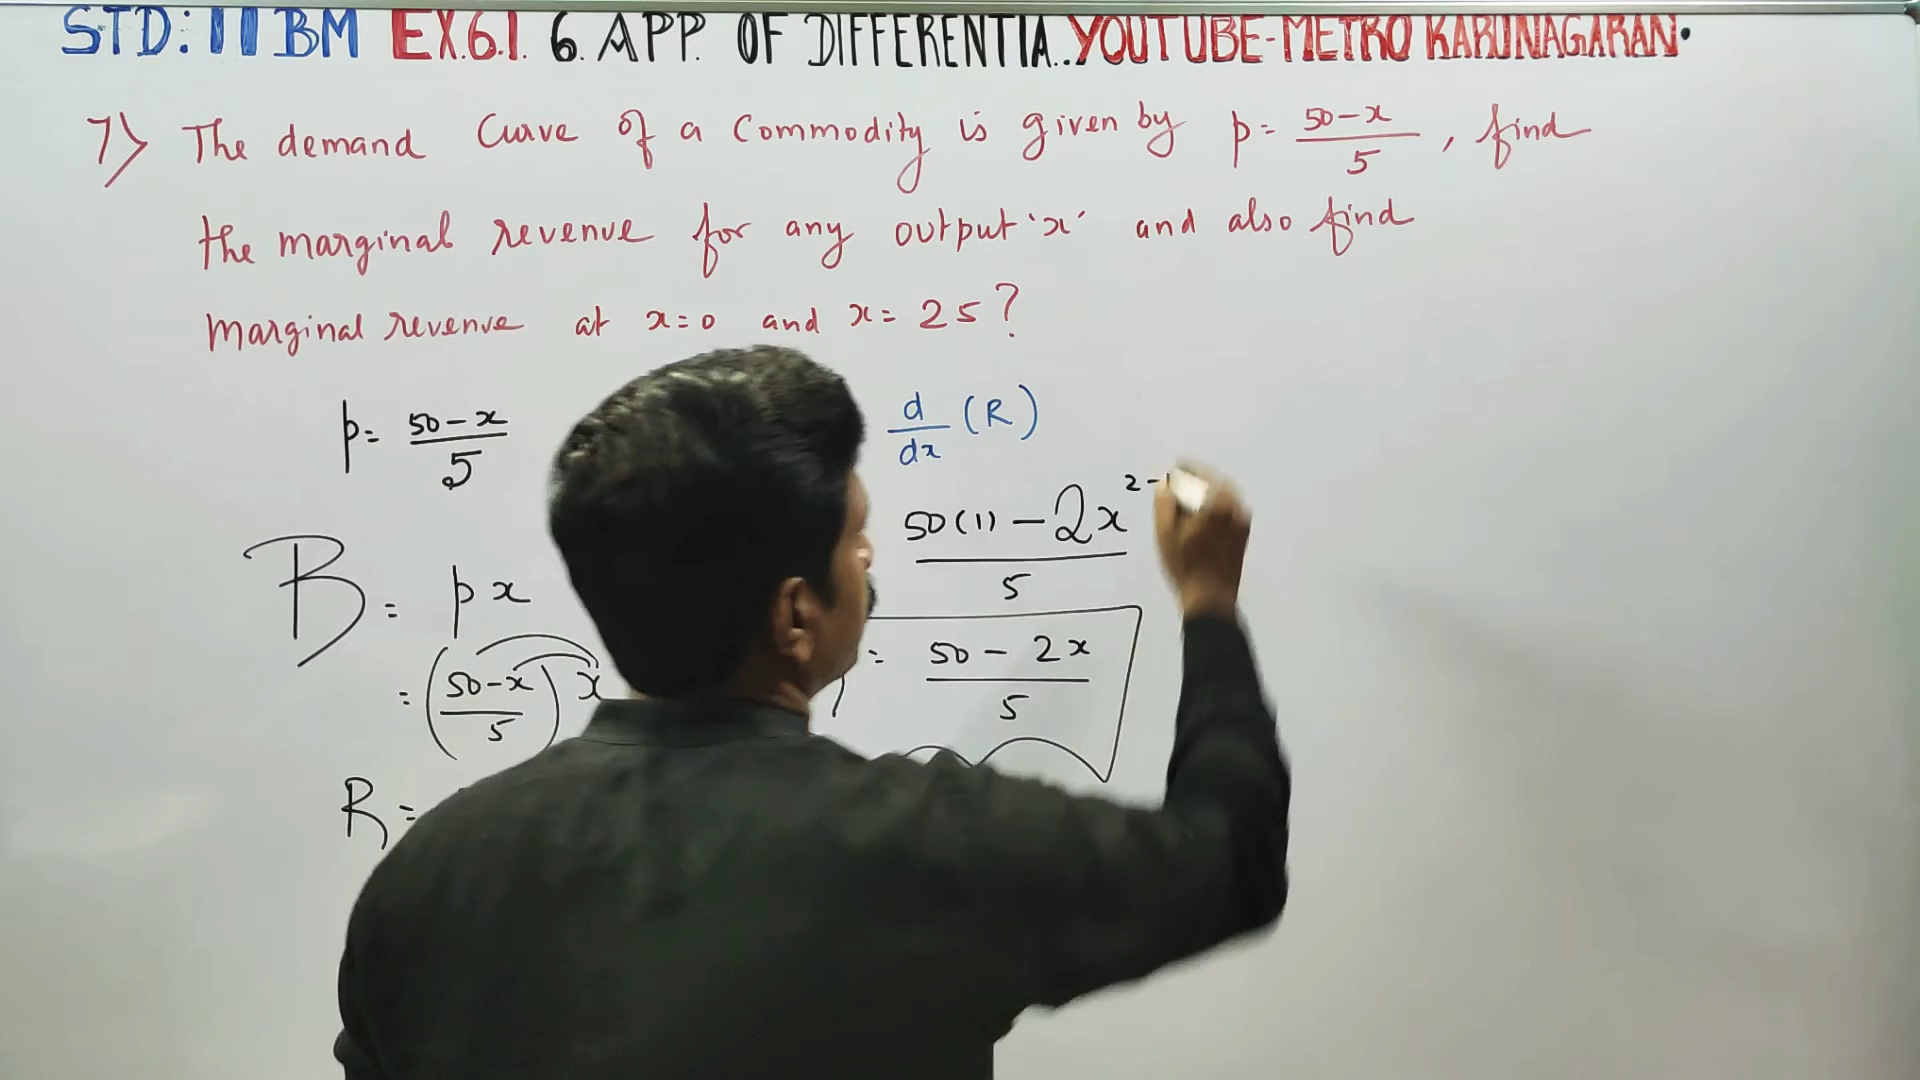 STD: 11 BM EX.6.1. 6. APP. OF DIFFERENTIA.. YOUTUBE-METRO KARUNAGARAN.
7) The demand Curve of a Commodity is given by p = (50-x)/5, find
the marginal revenue for any output 'x' and also find
Marginal revenue at x=0 and x= 25?
p = (50-x)/5
= px
= ((50-x)/5) x
R =
d/dx (R)
(50(1) - 2x^2-1)/5
= (50 - 2x)/5